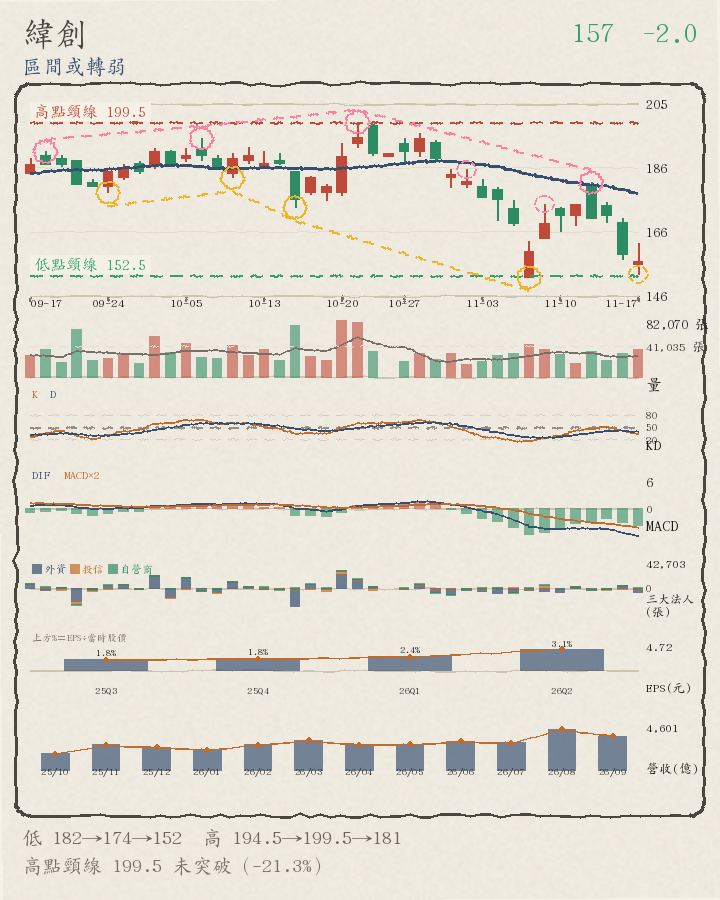 緯創
157 -2.0
區間或轉弱
高點頸線 199.5
205
186
166
低點頸線 152.5
146
09-17 09-24 10-05 10-13 10-20 10-27 11-03 11-10 11-17
82,070 張
41,035 張
量
K D
80
50
20
KD
DIF MACD×2
6
0
MACD
外資 投信 自營商
42,703
0
三大法人
(張)
上方%=EPS÷當時股價
1.8% 1.8% 2.4% 3.1%
4.72
25Q3 25Q4 26Q1 26Q2
EPS(元)
4,601
25/10 25/11 25/12 26/01 26/02 26/03 26/04 26/05 26/06 26/07 26/08 26/09
營收(億)
低 182→174→152 高 194.5→199.5→181
高點頸線 199.5 未突破 (-21.3%)